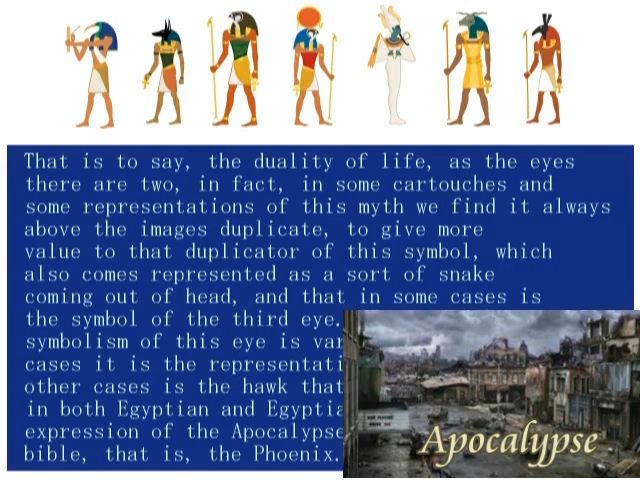 That is to say, the duality of life, as the eyes
there are two, in fact, in some cartouches and
some representations of this myth we find it always
above the images duplicate, to give more
value to that duplicator of this symbol, which
also comes represented as a sort of snake
coming out of head, and that in some cases is
the symbol of the third eye.
symbolism of this eye is
cases it is the
other cases is the hawk that
in both Egyptian and
expression of the Apocalypse
bible, that is, the Phoenix.
Apocalypse